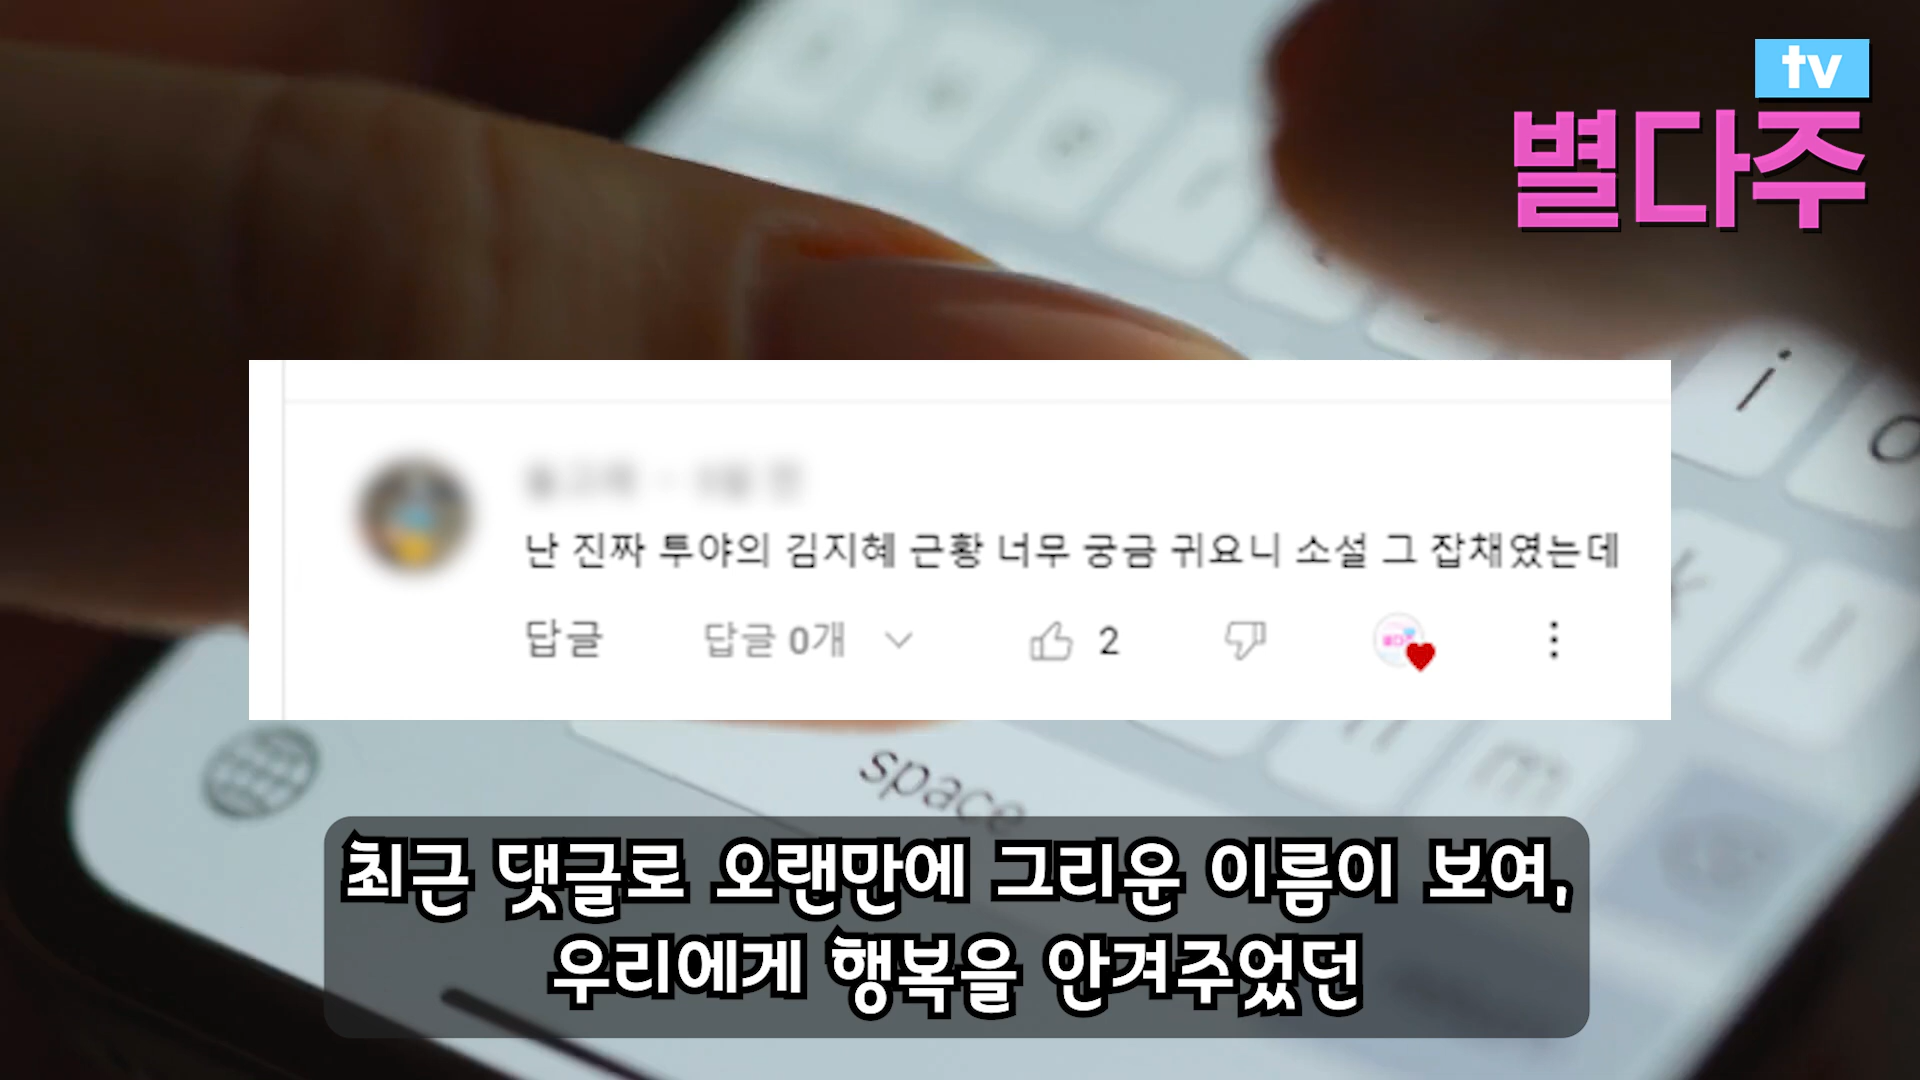 tv
별다주
i
o
k
l
난 진짜 투야의 김지혜 근황 너무 궁금 귀요니 소설 그 잡채였는데
답글 답글 0개 2
n m
space
최근 댓글로 오랜만에 그리운 이름이 보여,
우리에게 행복을 안겨주었던